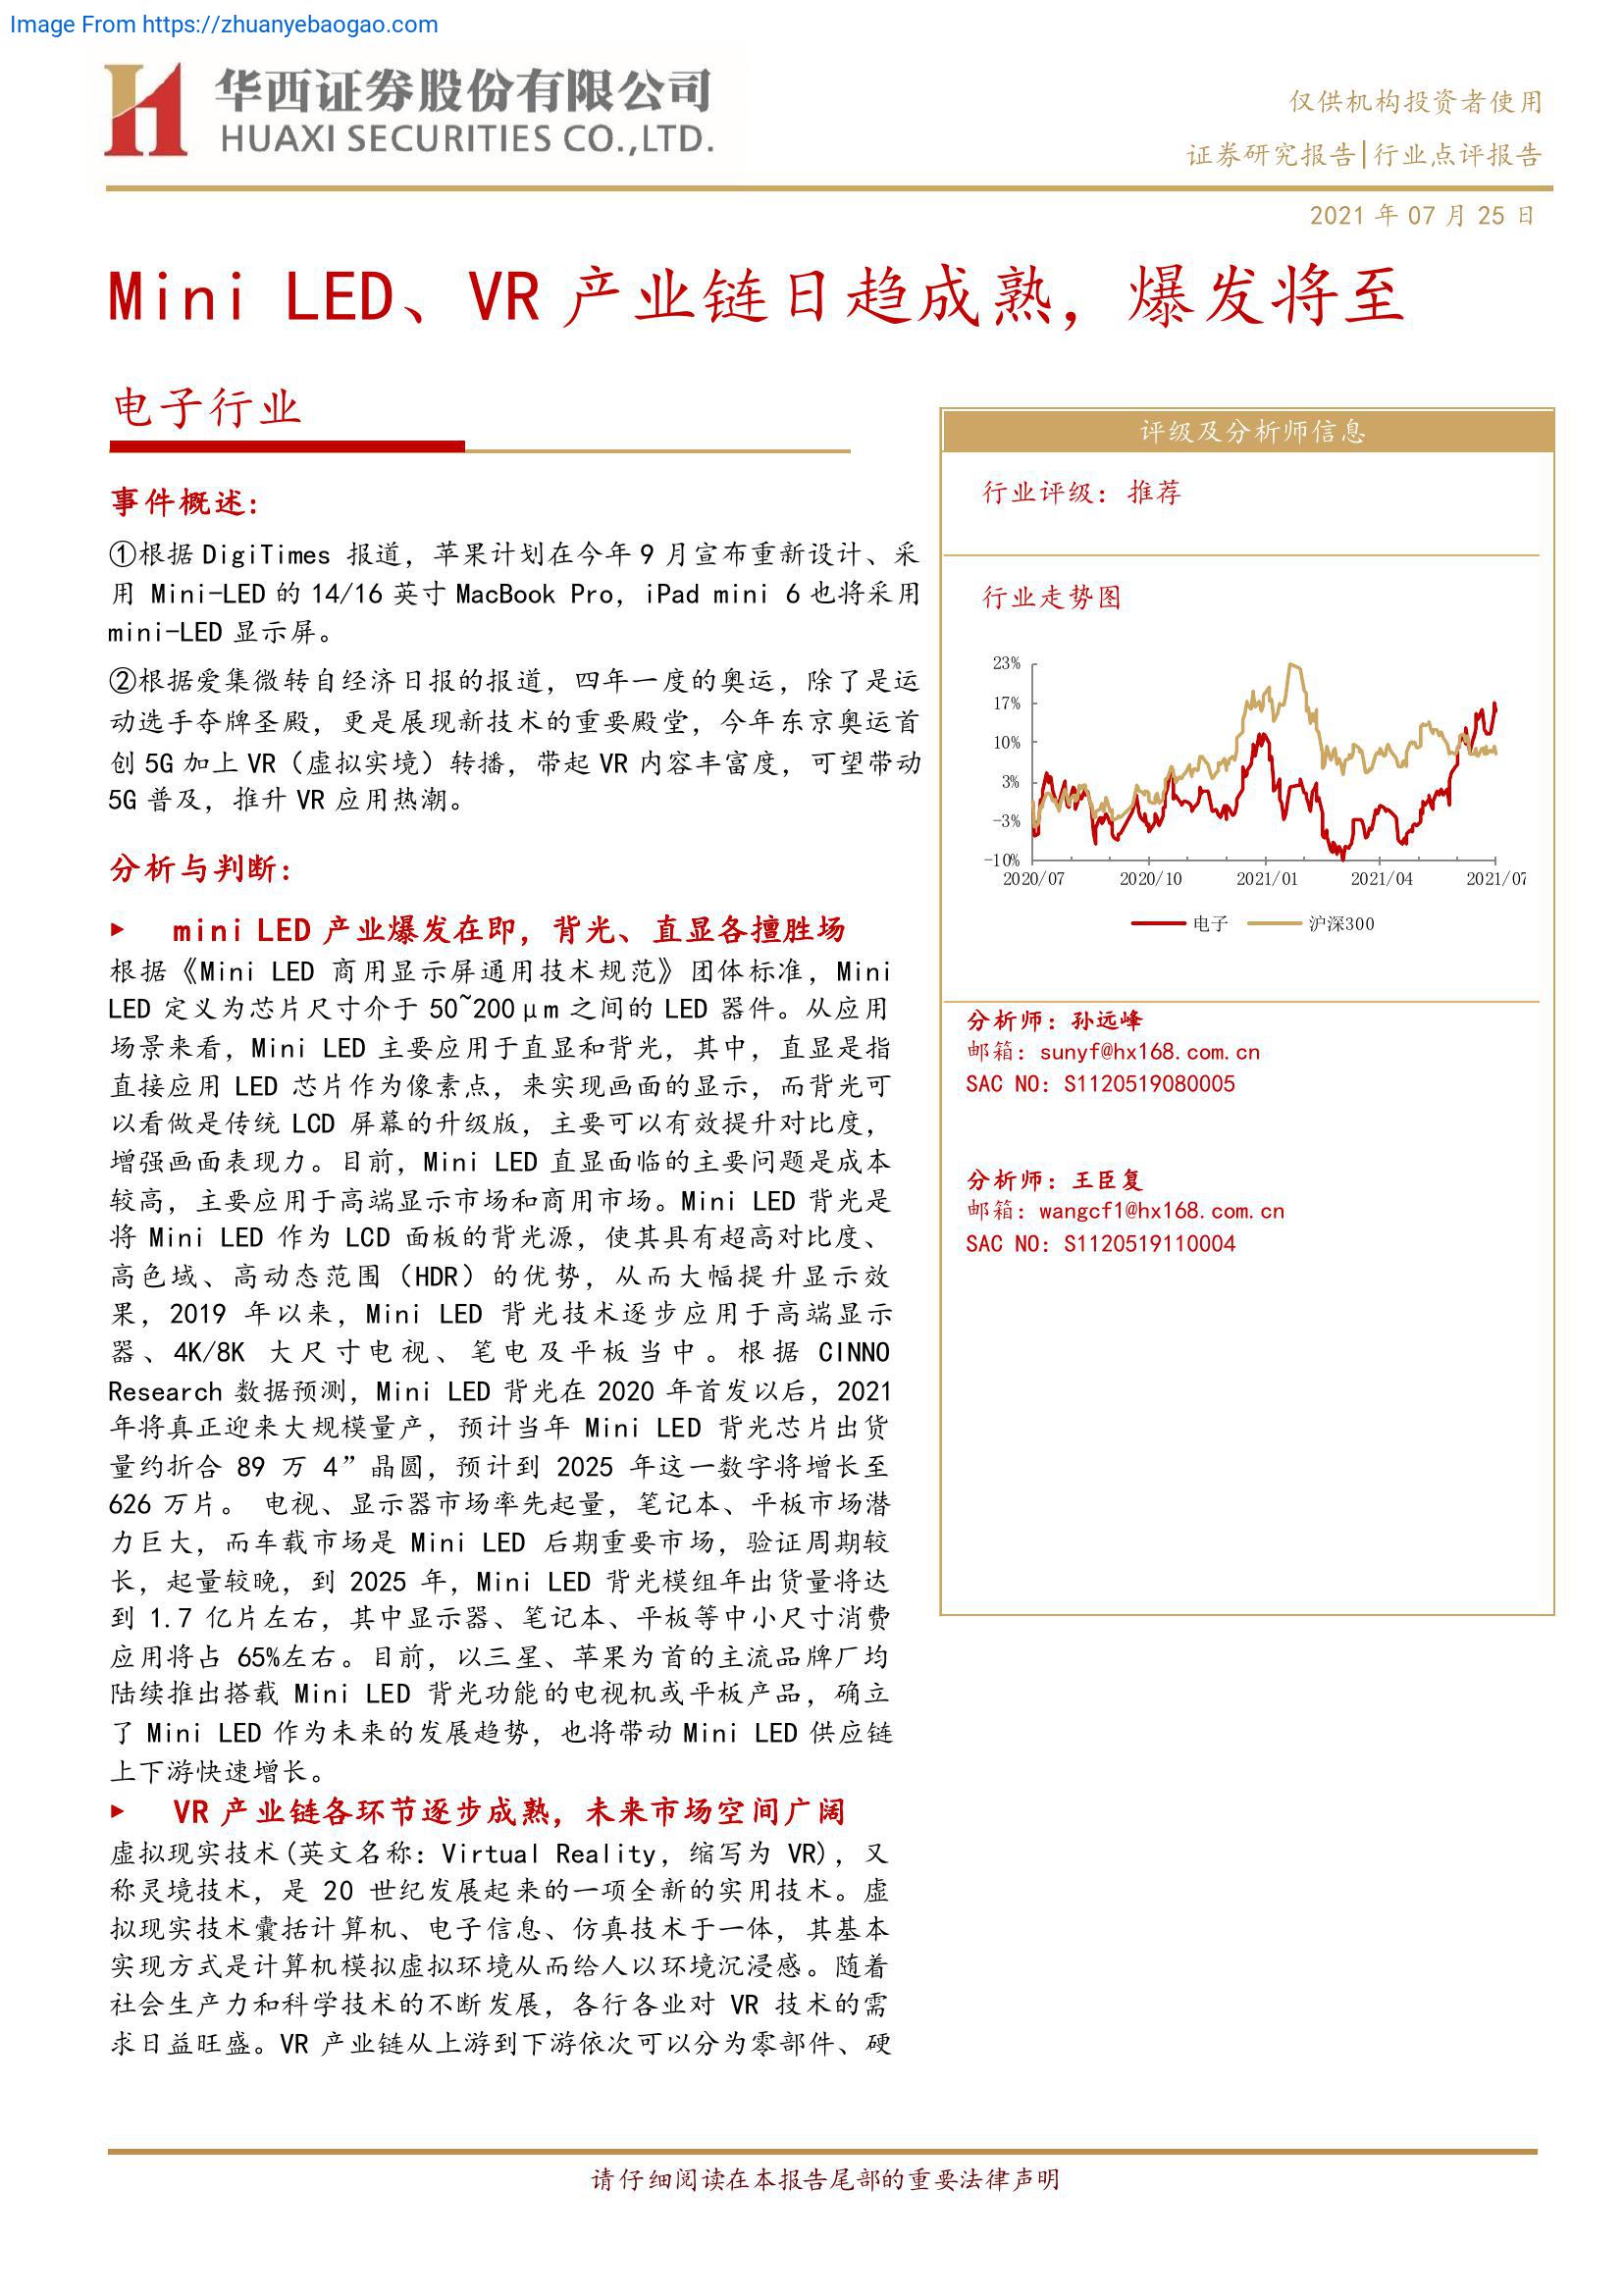 Image From https://zhuanyebaogao.com
华西证券股份有限公司
HUAXI SECURITIES CO.,LTD.
仅供机构投资者使用
证券研究报告|行业点评报告
2021 年 07 月 25 日
Mini LED、VR 产业链日趋成熟，爆发将至
电子行业
事件概述：
①根据 DigiTimes 报道，苹果计划在今年 9 月宣布重新设计、采
用 Mini-LED 的 14/16 英寸 MacBook Pro，iPad mini 6 也将采用
mini-LED 显示屏。
②根据爱集微转自经济日报的报道，四年一度的奥运，除了是运
动选手夺牌圣殿，更是展现新技术的重要殿堂，今年东京奥运首
创 5G 加上 VR（虚拟实境）转播，带起 VR 内容丰富度，可望带动
5G 普及，推升 VR 应用热潮。
分析与判断：
► mini LED 产业爆发在即，背光、直显各擅胜场
根据《Mini LED 商用显示屏通用技术规范》团体标准，Mini
LED 定义为芯片尺寸介于 50~200μm 之间的 LED 器件。从应用
场景来看，Mini LED 主要应用于直显和背光，其中，直显是指
直接应用 LED 芯片作为像素点，来实现画面的显示，而背光可
以看做是传统 LCD 屏幕的升级版，主要可以有效提升对比度，
增强画面表现力。目前，Mini LED 直显面临的主要问题是成本
较高，主要应用于高端显示市场和商用市场。Mini LED 背光是
将 Mini LED 作为 LCD 面板的背光源，使其具有超高对比度、
高色域、高动态范围（HDR）的优势，从而大幅提升显示效
果，2019 年以来，Mini LED 背光技术逐步应用于高端显示
器、4K/8K 大尺寸电视、笔电及平板当中。根据 CINNO
Research 数据预测，Mini LED 背光在 2020 年首发以后，2021
年将真正迎来大规模量产，预计当年 Mini LED 背光芯片出货
量约折合 89 万 4”晶圆，预计到 2025 年这一数字将增长至
626 万片。 电视、显示器市场率先起量，笔记本、平板市场潜
力巨大，而车载市场是 Mini LED 后期重要市场，验证周期较
长，起量较晚，到 2025 年，Mini LED 背光模组年出货量将达
到 1.7 亿片左右，其中显示器、笔记本、平板等中小尺寸消费
应用将占 65%左右。目前，以三星、苹果为首的主流品牌厂均
陆续推出搭载 Mini LED 背光功能的电视机或平板产品，确立
了 Mini LED 作为未来的发展趋势，也将带动 Mini LED 供应链
上下游快速增长。
► VR 产业链各环节逐步成熟，未来市场空间广阔
虚拟现实技术(英文名称：Virtual Reality，缩写为 VR)，又
称灵境技术，是 20 世纪发展起来的一项全新的实用技术。虚
拟现实技术囊括计算机、电子信息、仿真技术于一体，其基本
实现方式是计算机模拟虚拟环境从而给人以环境沉浸感。随着
社会生产力和科学技术的不断发展，各行各业对 VR 技术的需
求日益旺盛。VR 产业链从上游到下游依次可以分为零部件、硬
评级及分析师信息
行业评级：推荐
行业走势图
23%
17%
10%
3%
-3%
-10%
2020/07 2020/10 2021/01 2021/04 2021/07
电子 沪深300
分析师：孙远峰
邮箱：sunyf@hx168.com.cn
SAC NO：S1120519080005
分析师：王臣复
邮箱：wangcf1@hx168.com.cn
SAC NO：S1120519110004
请仔细阅读在本报告尾部的重要法律声明